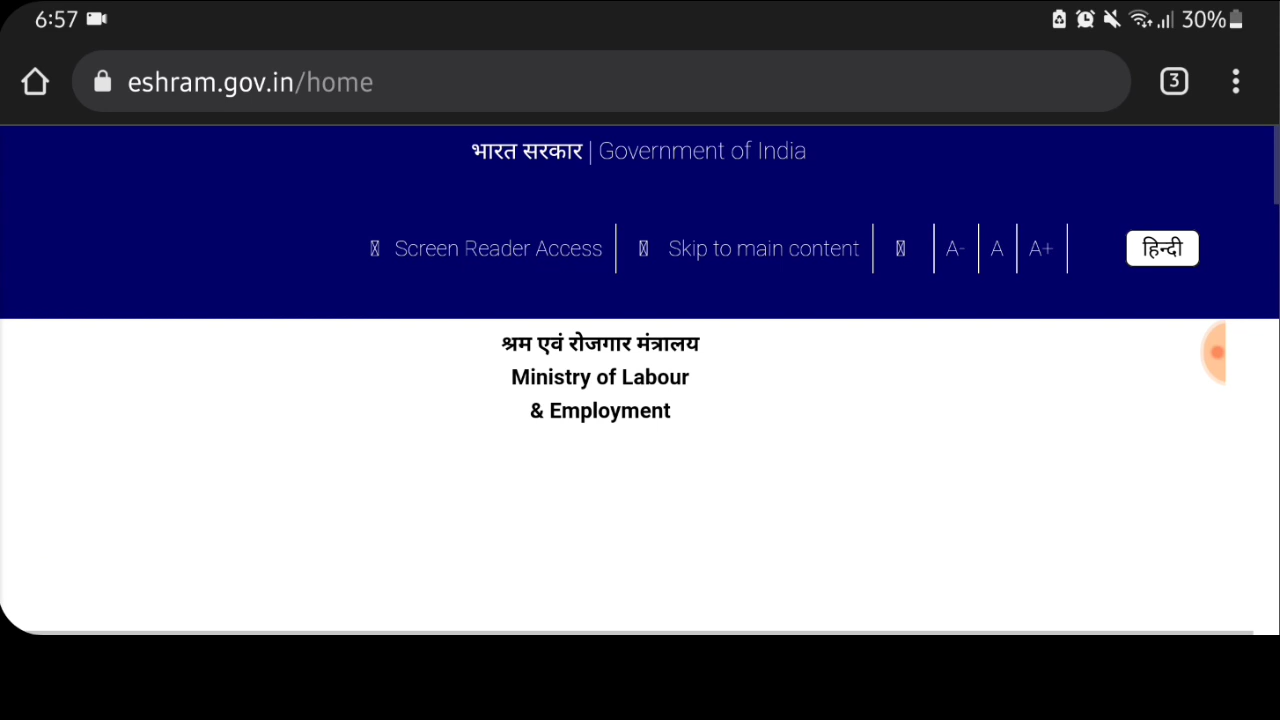 6:57 30%
eshram.gov.in/home 3
भारत सरकार | Government of India
Screen Reader Access Skip to main content A- A A+ हिन्दी
श्रम एवं रोजगार मंत्रालय
Ministry of Labour
& Employment